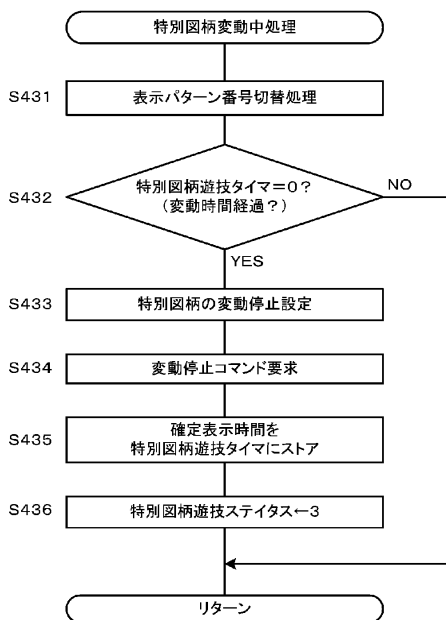 特別図柄変動中処理
S431
表示パターン番号切替処理
S432
特別図柄遊技タイマ=0?
(変動時間経過?)
NO
YES
S433
特別図柄の変動停止設定
S434
変動停止コマンド要求
S435
確定表示時間を
特別図柄遊技タイマにストア
S436
特別図柄遊技ステイタス←3
リターン